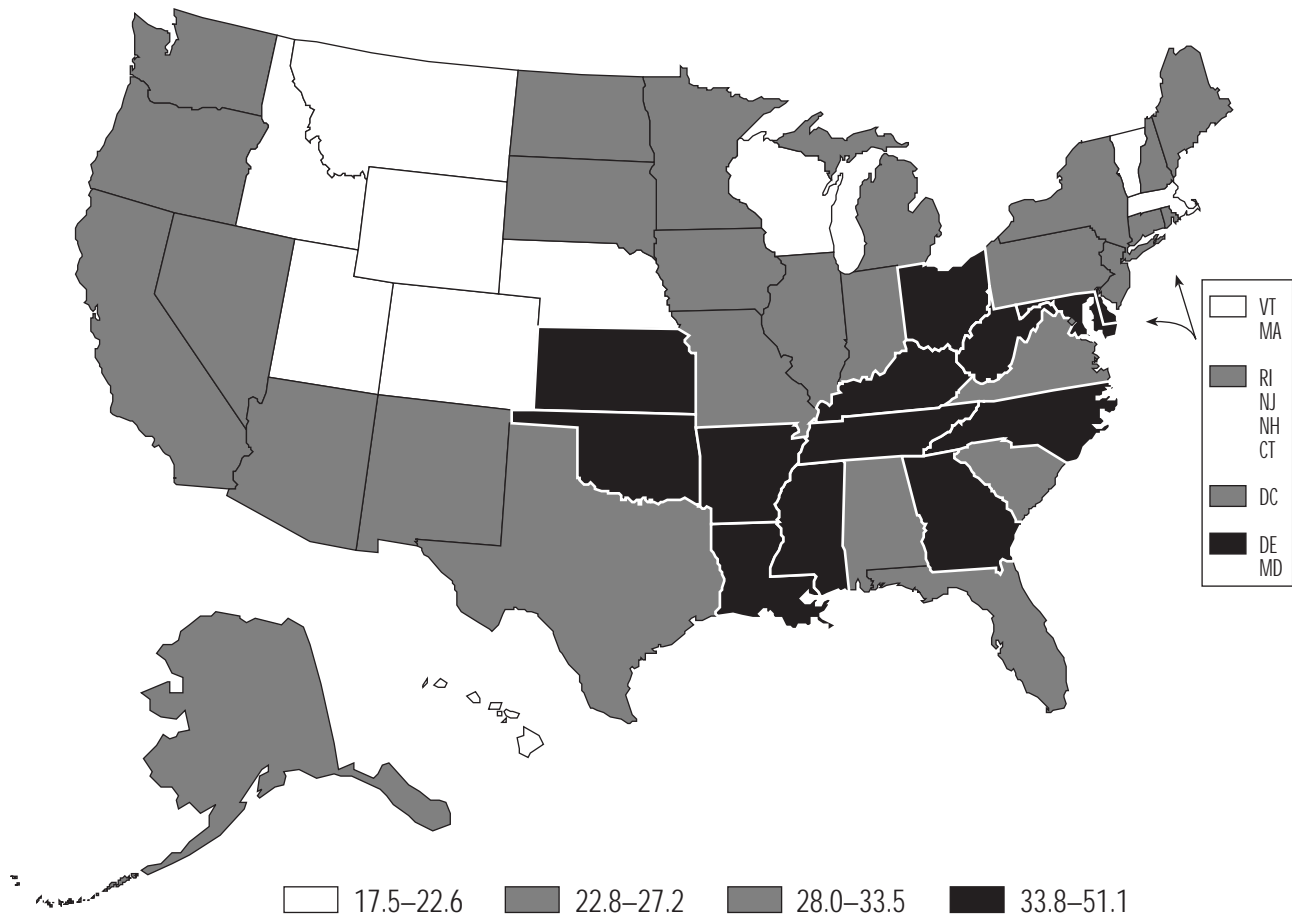 VT
MA
RI
NJ
NH
CT
DC
DE
MD
17.5–22.6
22.8–27.2
28.0–33.5
33.8–51.1